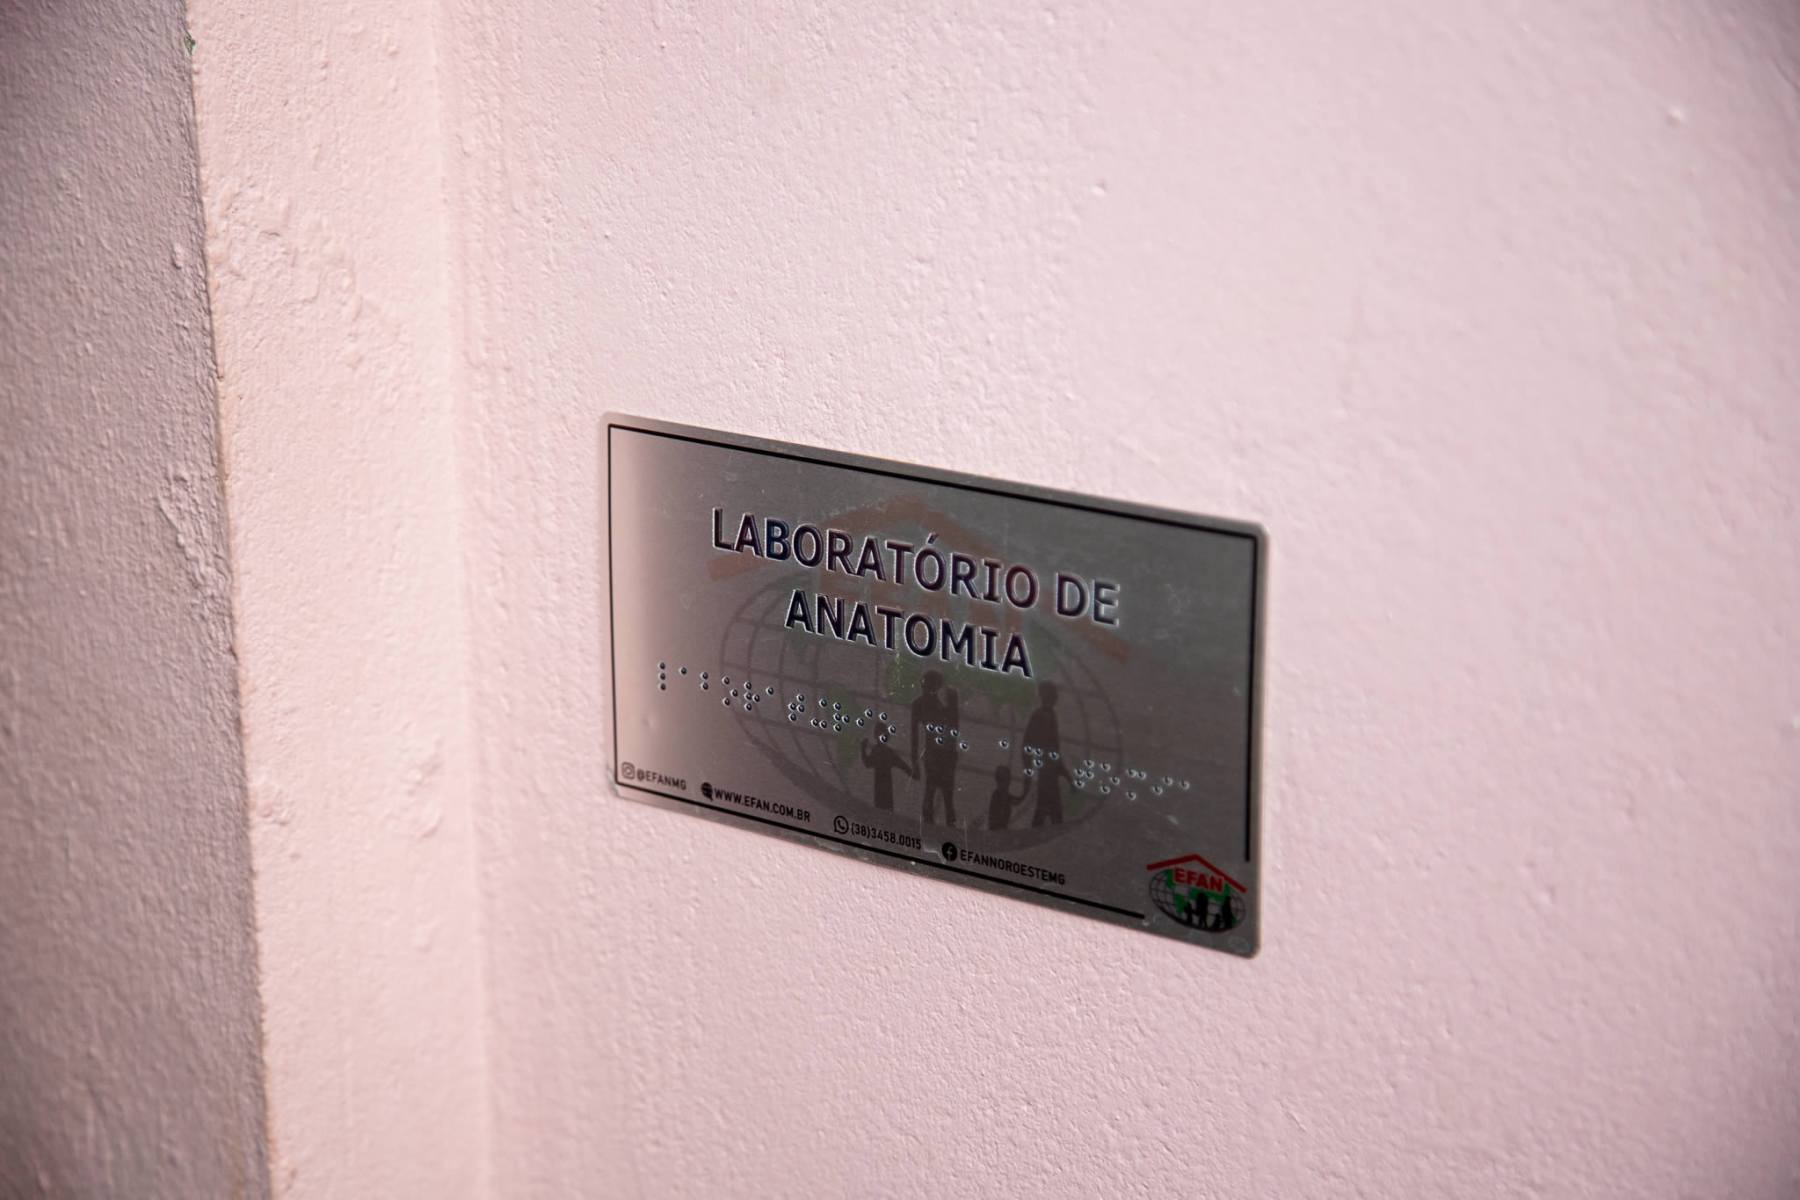 LABORATÓRIO DE
ANATOMIA
⠇⠁⠃⠕⠗⠁⠞⠬⠗⠊⠕ ⠙⠑ ⠁⠝⠁⠞⠕⠍⠊⠁
@EFANMG WWW.EFAN.COM.BR (38)3458.0015 EFANNOROESTEMG
EFAN